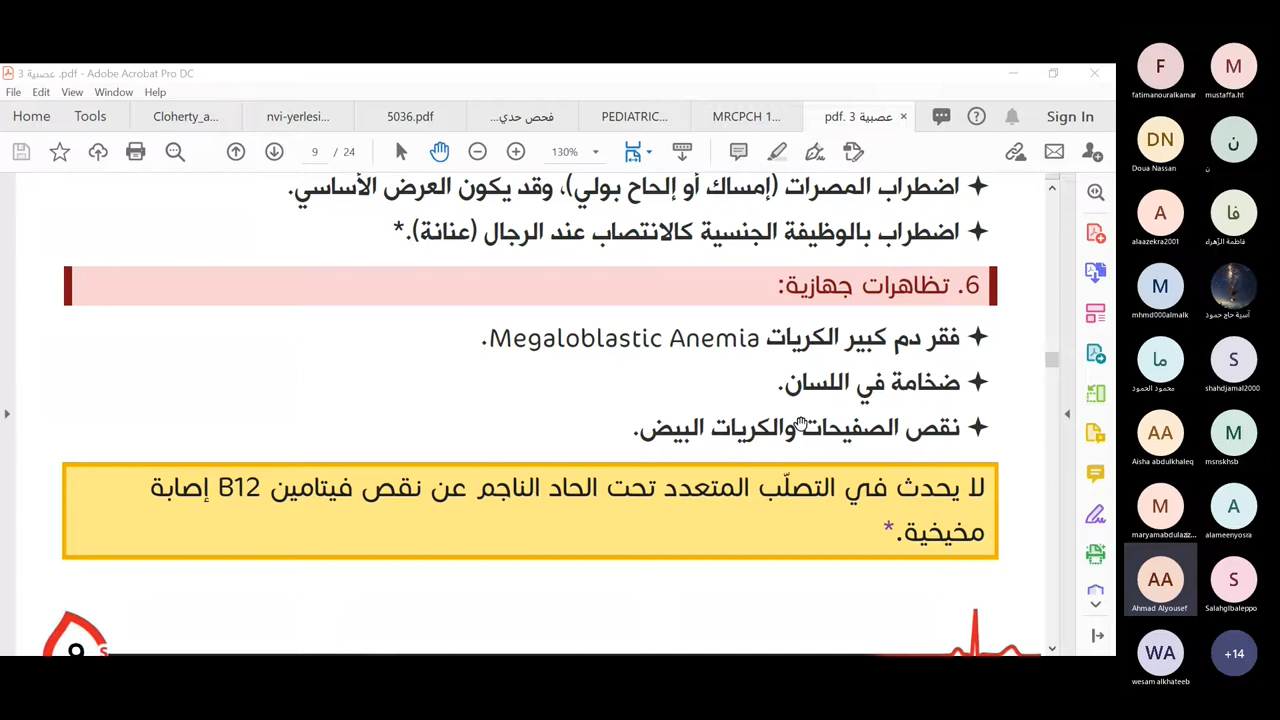 عصبية 3 .pdf - Adobe Acrobat Pro DC
File Edit View Window Help
Home Tools Cloherty_a... nvi-yerlesi... 5036.pdf فحص حدي... PEDIATRIC... MRCPCH 1... عصبية 3 .pdf × Sign In
9 / 24 130%
اضطراب المصرات (إمساك أو إلحاح بولي)، وقد يكون العرض الأساسي.
اضطراب بالوظيفة الجنسية كالانتصاب عند الرجال (عنانة).*
6. تظاهرات جهازية:
فقر دم كبير الكريات Megaloblastic Anemia.
ضخامة في اللسان.
نقص الصفيحات والكريات البيض.
لا يحدث في التصلّب المتعدد تحت الحاد الناجم عن نقص فيتامين B12 إصابة
مخيخية.*
9
S
F M
fatimanouralkamar mustaffa.ht
DN ن
Doua Nassan ن
A فا
alaazekra2001 فاطمة الزهراء
M
mhmd000almalk آسية حاج حمود
ما S
محمود الحمود shahdjamal2000
AA M
Aisha abdulkhaleq msnskhsb
M A
maryamabdulaziz... alameenyosra
AA S
Ahmad Alyousef Salahglbaleppo
WA +14
wesam alkhateeb